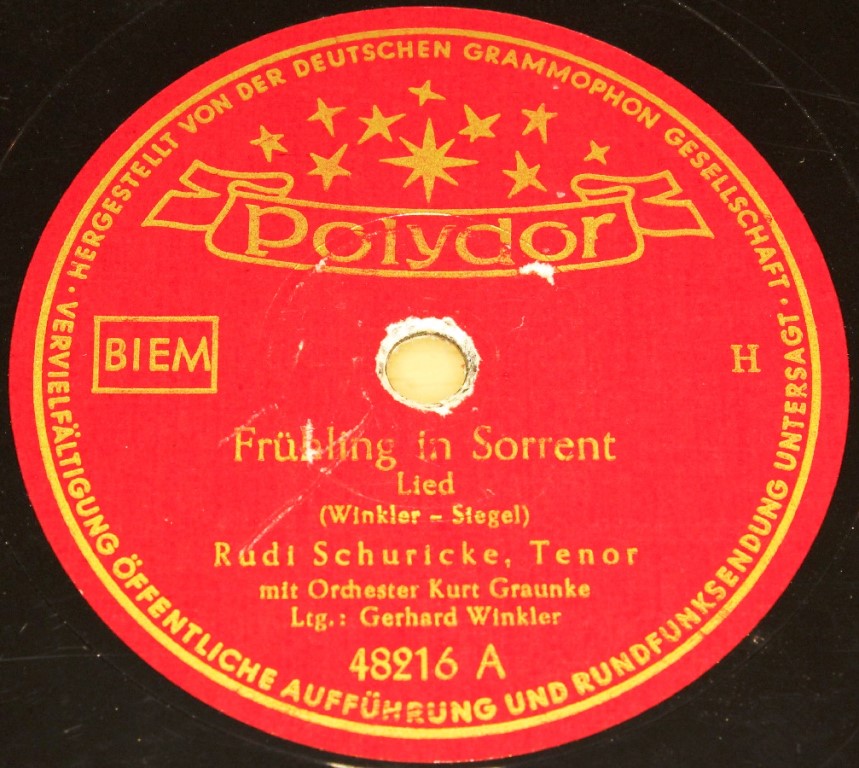 HERGESTELLT VON DER DEUTSCHEN GRAMMOPHON GESELLSCHAFT ·
Polydor
BIEM
H
Frühling in Sorrent
Lied
(Winkler – Siegel)
Rudi Schuricke, Tenor
mit Orchester Kurt Graunke
Ltg.: Gerhard Winkler
48216 A
VERVIELFÄLTIGUNG ÖFFENTLICHE AUFFÜHRUNG UND RUNDFUNKSENDUNG UNTERSAGT ·